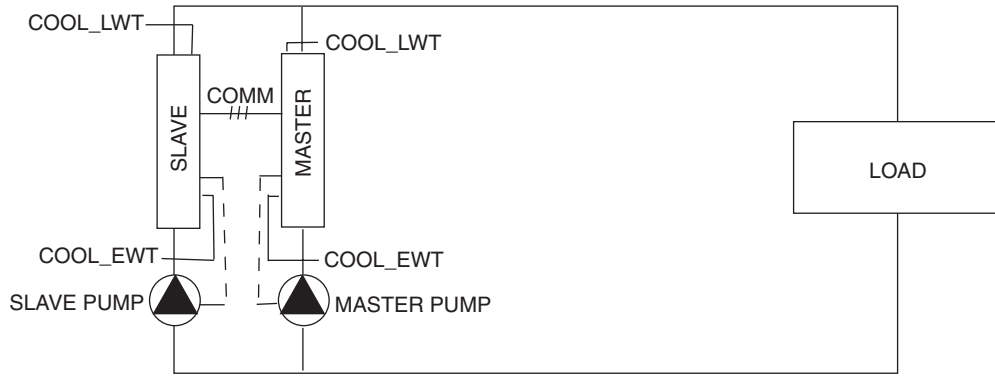 COOL_LWT
COOL_LWT
COMM
SLAVE
MASTER
LOAD
COOL_EWT
COOL_EWT
SLAVE PUMP
MASTER PUMP